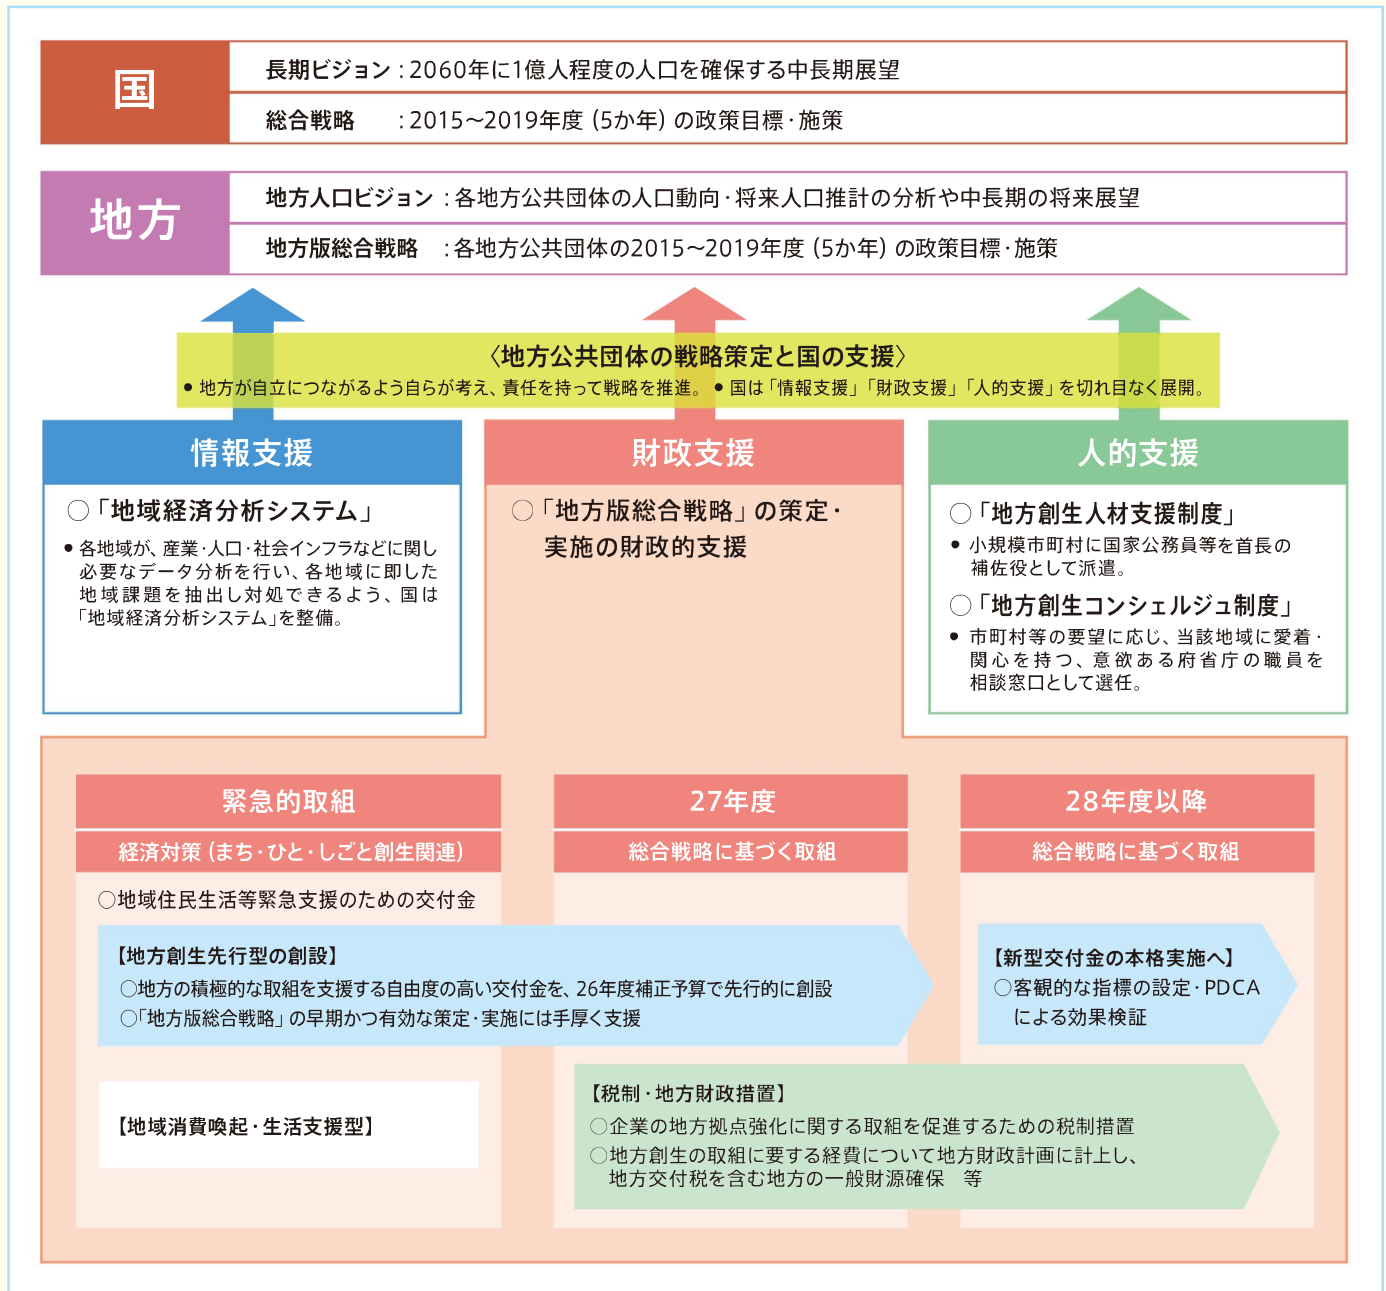 国
長期ビジョン：2060年に1億人程度の人口を確保する中長期展望
総合戦略　　：2015～2019年度（5か年）の政策目標・施策
地方
地方人口ビジョン：各地方公共団体の人口動向・将来人口推計の分析や中長期の将来展望
地方版総合戦略　：各地方公共団体の2015～2019年度（5か年）の政策目標・施策
〈地方公共団体の戦略策定と国の支援〉
● 地方が自立につながるよう自らが考え、責任を持って戦略を推進。 ● 国は「情報支援」「財政支援」「人的支援」を切れ目なく展開。
情報支援
○「地域経済分析システム」
● 各地域が、産業・人口・社会インフラなどに関し
必要なデータ分析を行い、各地域に即した
地域課題を抽出し対処できるよう、国は
「地域経済分析システム」を整備。
財政支援
○「地方版総合戦略」の策定・
実施の財政的支援
人的支援
○「地方創生人材支援制度」
● 小規模市町村に国家公務員等を首長の
補佐役として派遣。
○「地方創生コンシェルジュ制度」
● 市町村等の要望に応じ、当該地域に愛着・
関心を持つ、意欲ある府省庁の職員を
相談窓口として選任。
緊急的取組
経済対策（まち・ひと・しごと創生関連）
27年度
総合戦略に基づく取組
28年度以降
総合戦略に基づく取組
○地域住民生活等緊急支援のための交付金
【地方創生先行型の創設】
○地方の積極的な取組を支援する自由度の高い交付金を、26年度補正予算で先行的に創設
○「地方版総合戦略」の早期かつ有効な策定・実施には手厚く支援
【新型交付金の本格実施へ】
○客観的な指標の設定・PDCA
による効果検証
【地域消費喚起・生活支援型】
【税制・地方財政措置】
○企業の地方拠点強化に関する取組を促進するための税制措置
○地方創生の取組に要する経費について地方財政計画に計上し、
地方交付税を含む地方の一般財源確保　等